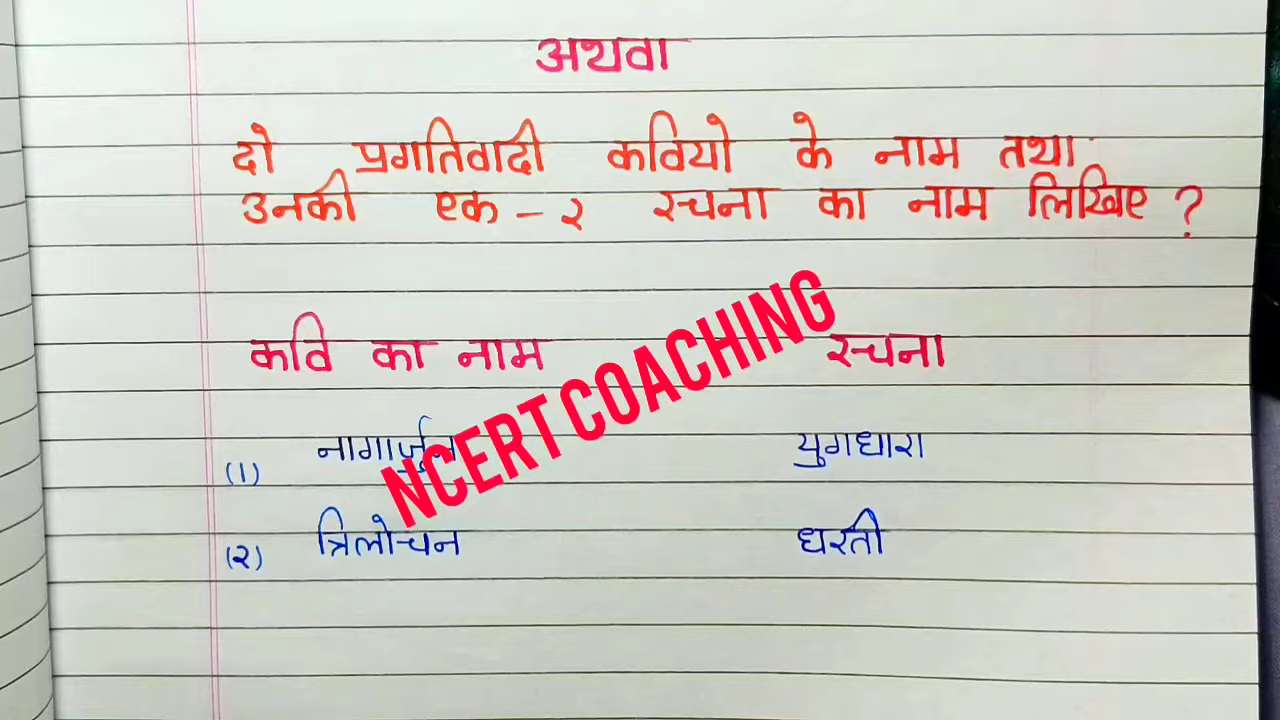 अथवा
दो प्रगतिवादी कवियो के नाम तथा
उनकी एक - २ रचना का नाम लिखिए ?
कवि का नाम रचना
(1) नागार्जुन युगधारा
(२) त्रिलोचन धरती
NCERT COACHING